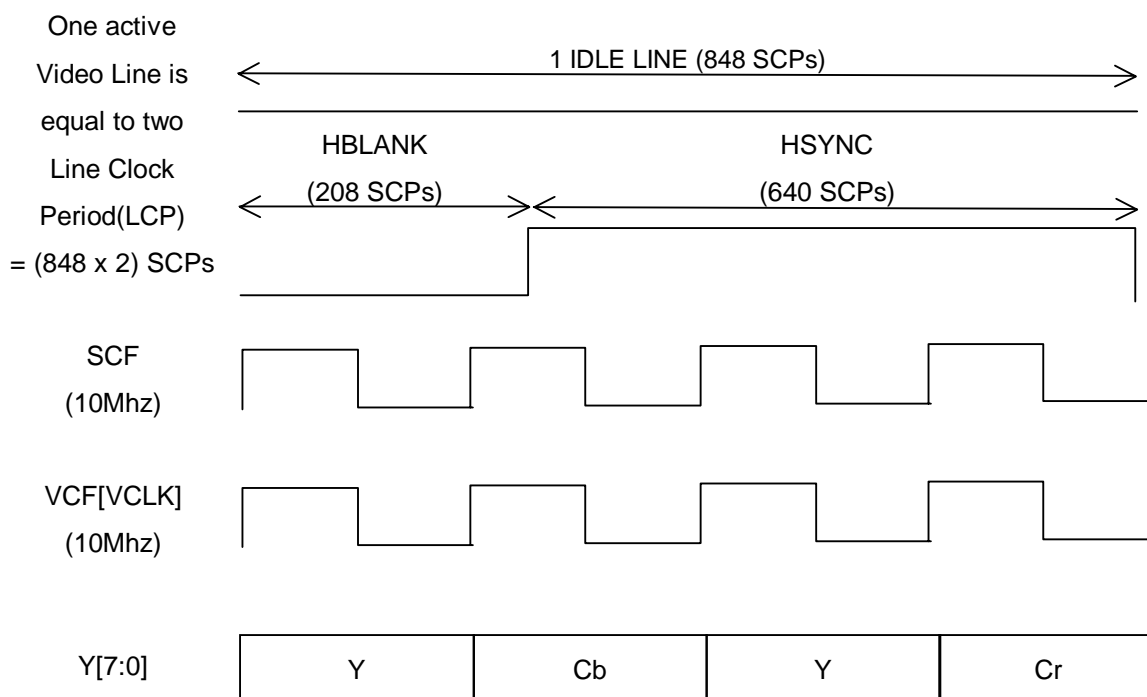 One active
Video Line is
equal to two
Line Clock
Period(LCP)
= (848 x 2) SCPs
1 IDLE LINE (848 SCPs)
HBLANK
(208 SCPs)
HSYNC
(640 SCPs)
SCF
(10Mhz)
VCF[VCLK]
(10Mhz)
Y[7:0]
Y
Cb
Y
Cr